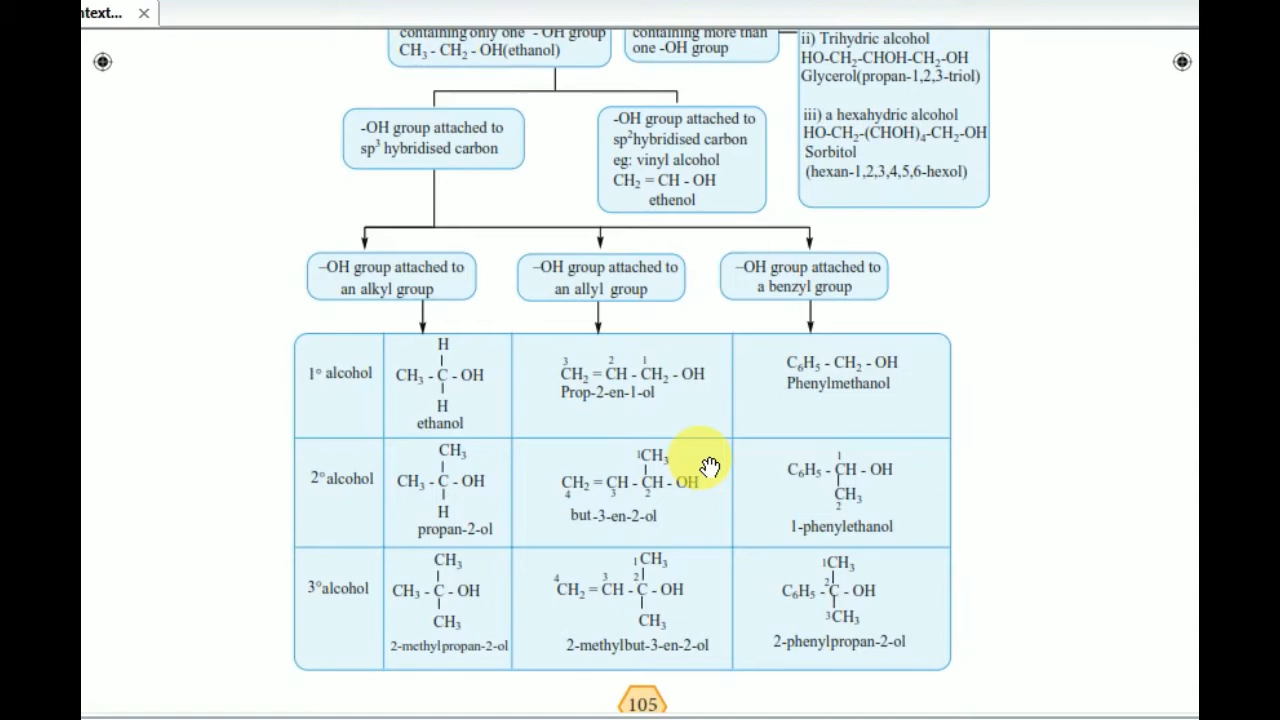 ntext...
containing only one - OH group
CH3 - CH2 - OH(ethanol)
containing more than
one -OH group
ii) Trihydric alcohol
HO-CH2-CHOH-CH2-OH
Glycerol(propan-1,2,3-triol)
iii) a hexahydric alcohol
HO-CH2-(CHOH)4-CH2-OH
Sorbitol
(hexan-1,2,3,4,5,6-hexol)
-OH group attached to
sp3 hybridised carbon
-OH group attached to
sp2hybridised carbon
eg: vinyl alcohol
CH2 = CH - OH
ethenol
–OH group attached to
an alkyl group
–OH group attached to
an allyl group
–OH group attached to
a benzyl group
1° alcohol
H
CH3 - C - OH
H
ethanol
3 2 1
CH2 = CH - CH2 - OH
Prop-2-en-1-ol
C6H5 - CH2 - OH
Phenylmethanol
2° alcohol
CH3
CH3 - C - OH
H
propan-2-ol
1CH3
CH2 = CH - CH - OH
4 3 2
but-3-en-2-ol
1
C6H5 - CH - OH
CH3
2
1-phenylethanol
3° alcohol
CH3
CH3 - C - OH
CH3
2-methylpropan-2-ol
1CH3
4 3 2
CH2 = CH - C - OH
CH3
2-methylbut-3-en-2-ol
1CH3
2
C6H5 - C - OH
3CH3
2-phenylpropan-2-ol
105